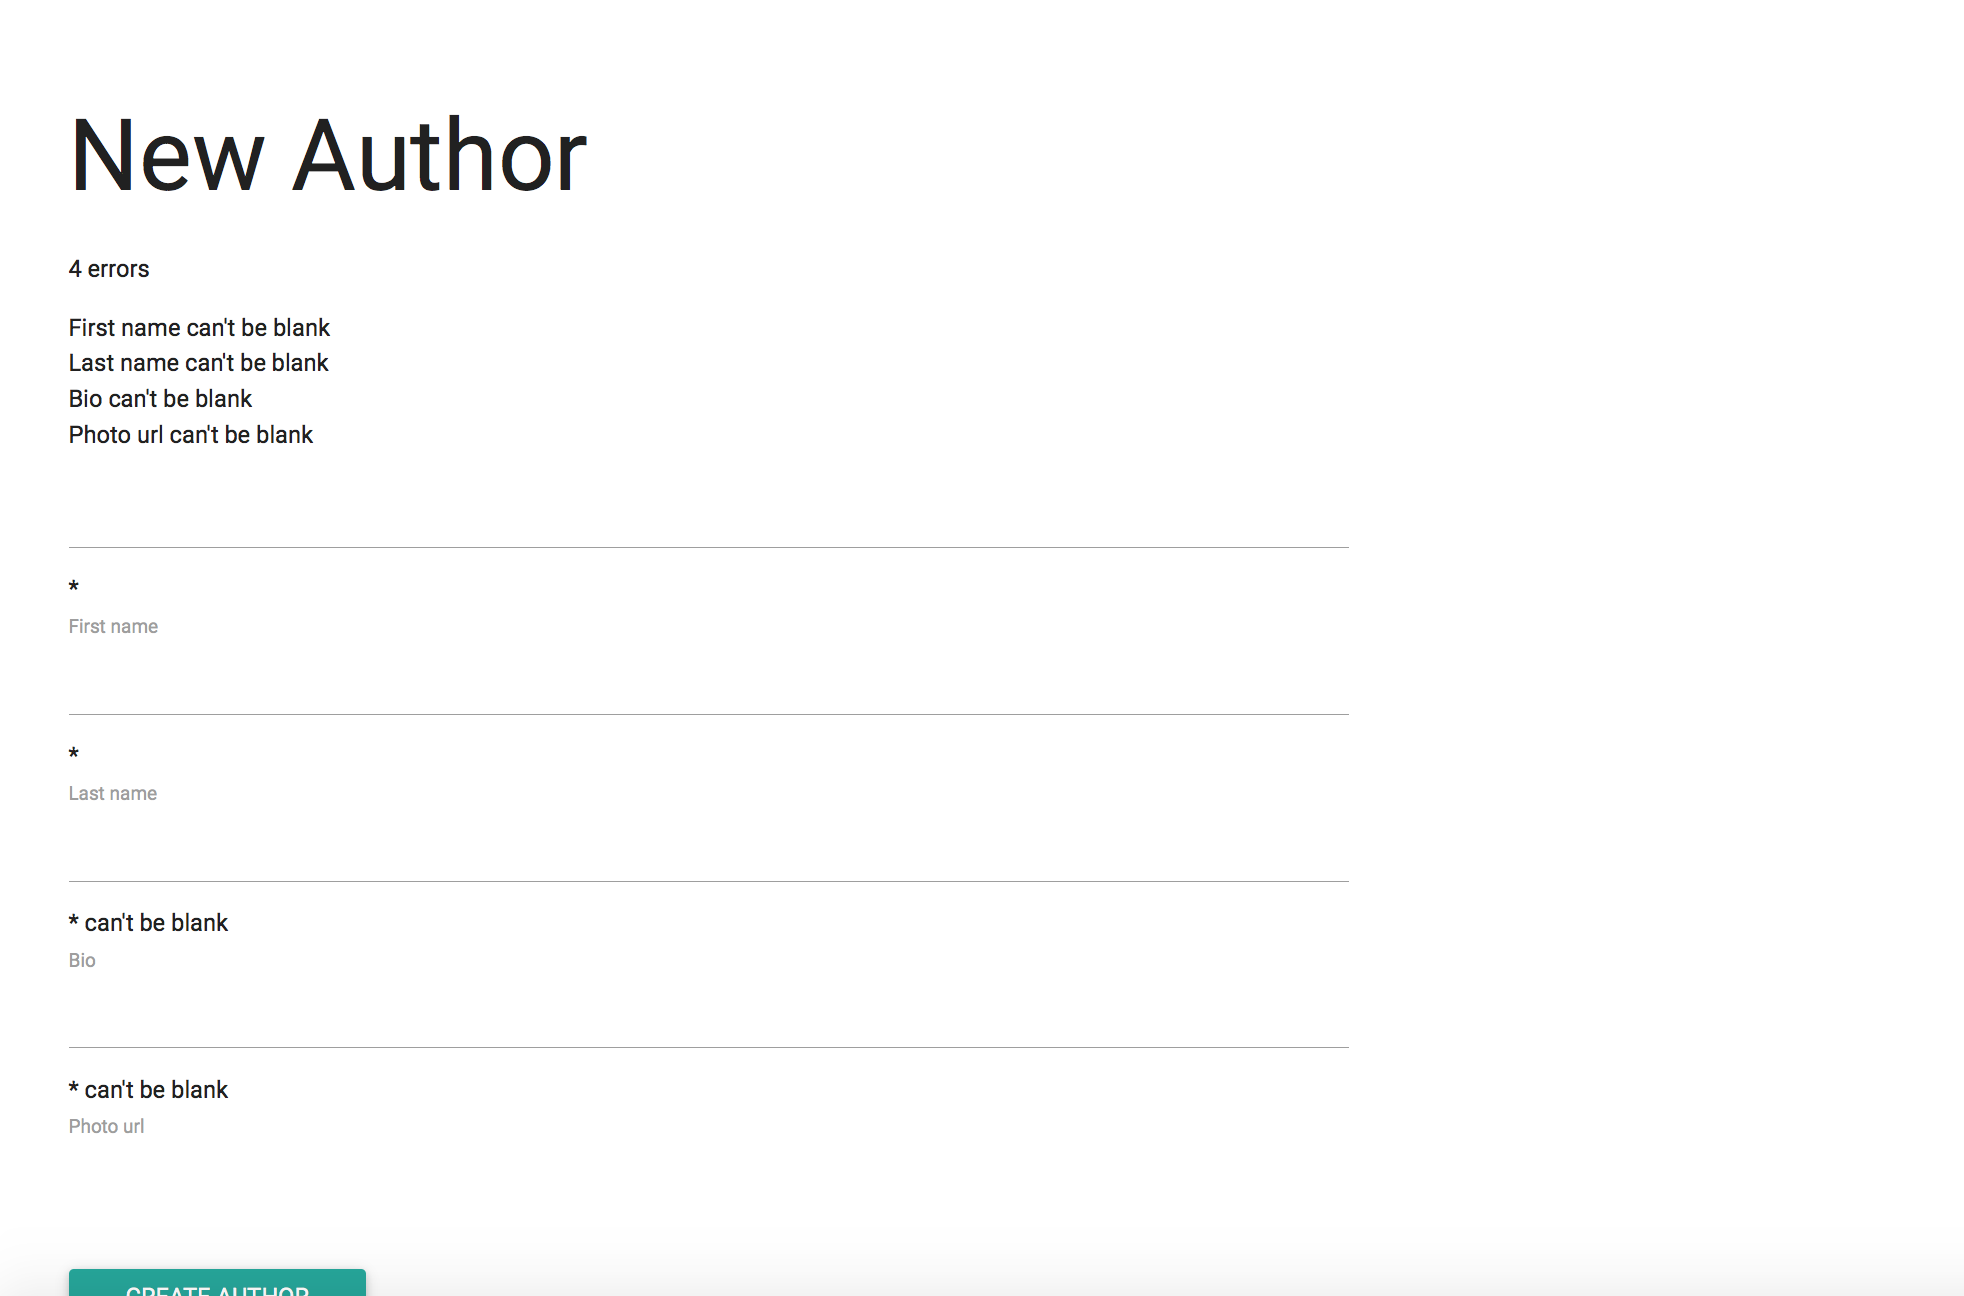 New Author
4 errors
First name can't be blank
Last name can't be blank
Bio can't be blank
Photo url can't be blank
*
First name
*
Last name
* can't be blank
Bio
* can't be blank
Photo url
CREATE AUTHOR